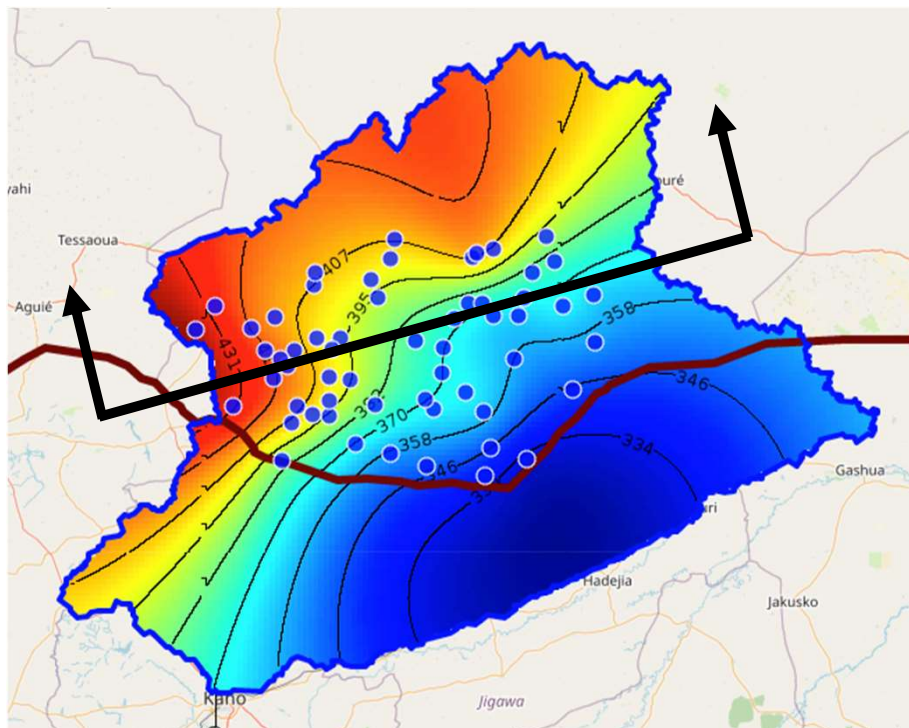 yahi
ouré
Tessaoua
407
Aguié
395
358
431
382
346
370
358
334
346
Gashua
uri
Hadejia
Jakusko
Kano
Jigawa